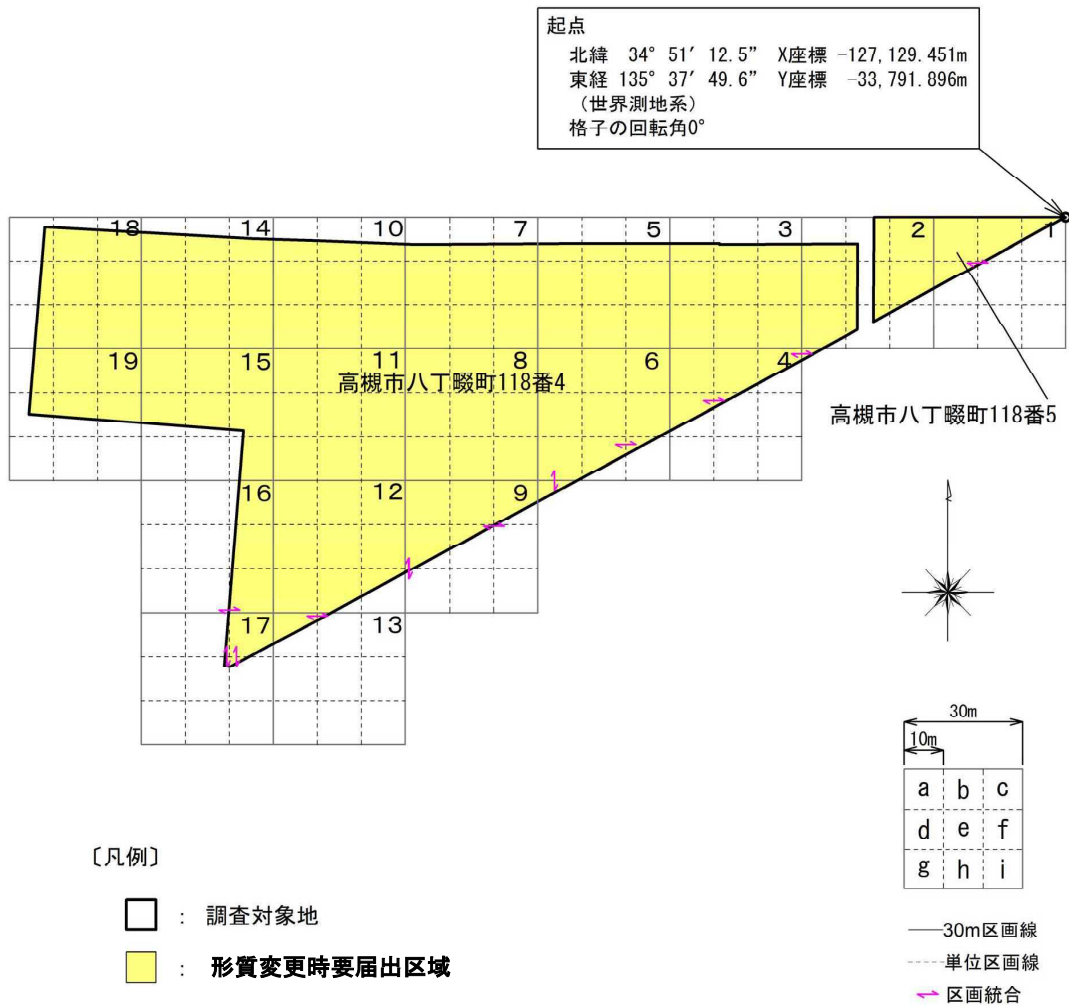 起点
北緯 34° 51′ 12.5” X座標 -127,129.451m
東経 135° 37′ 49.6” Y座標 -33,791.896m
（世界測地系）
格子の回転角0°
18 14 10 7 5 3 2 1
19 15 11 8 6 4
高槻市八丁畷町118番4
高槻市八丁畷町118番5
16 12 9
17 13
30m
10m
a b c
d e f
g h i
〔凡例〕
： 調査対象地
： 形質変更時要届出区域
30m区画線
単位区画線
区画統合